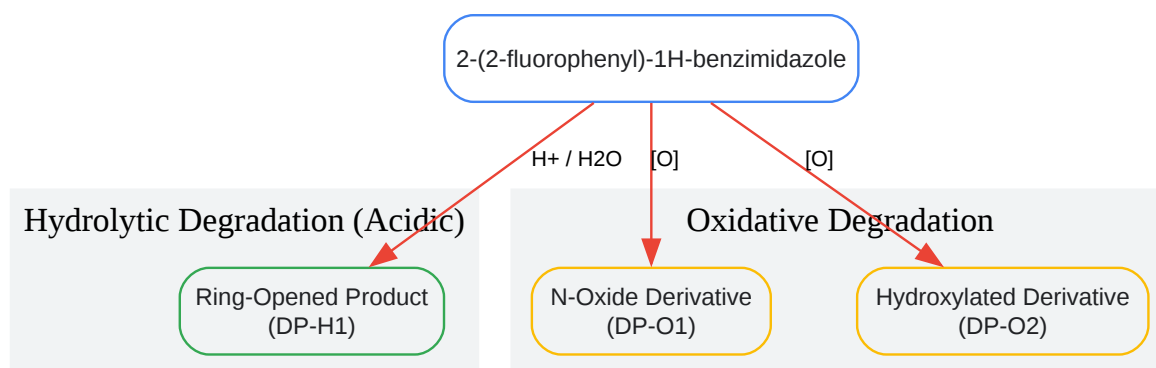 2-(2-fluorophenyl)-1H-benzimidazole
H+ / H2O
[O]
[O]
Hydrolytic Degradation (Acidic)
Oxidative Degradation
Ring-Opened Product
(DP-H1)
N-Oxide Derivative
(DP-O1)
Hydroxylated Derivative
(DP-O2)